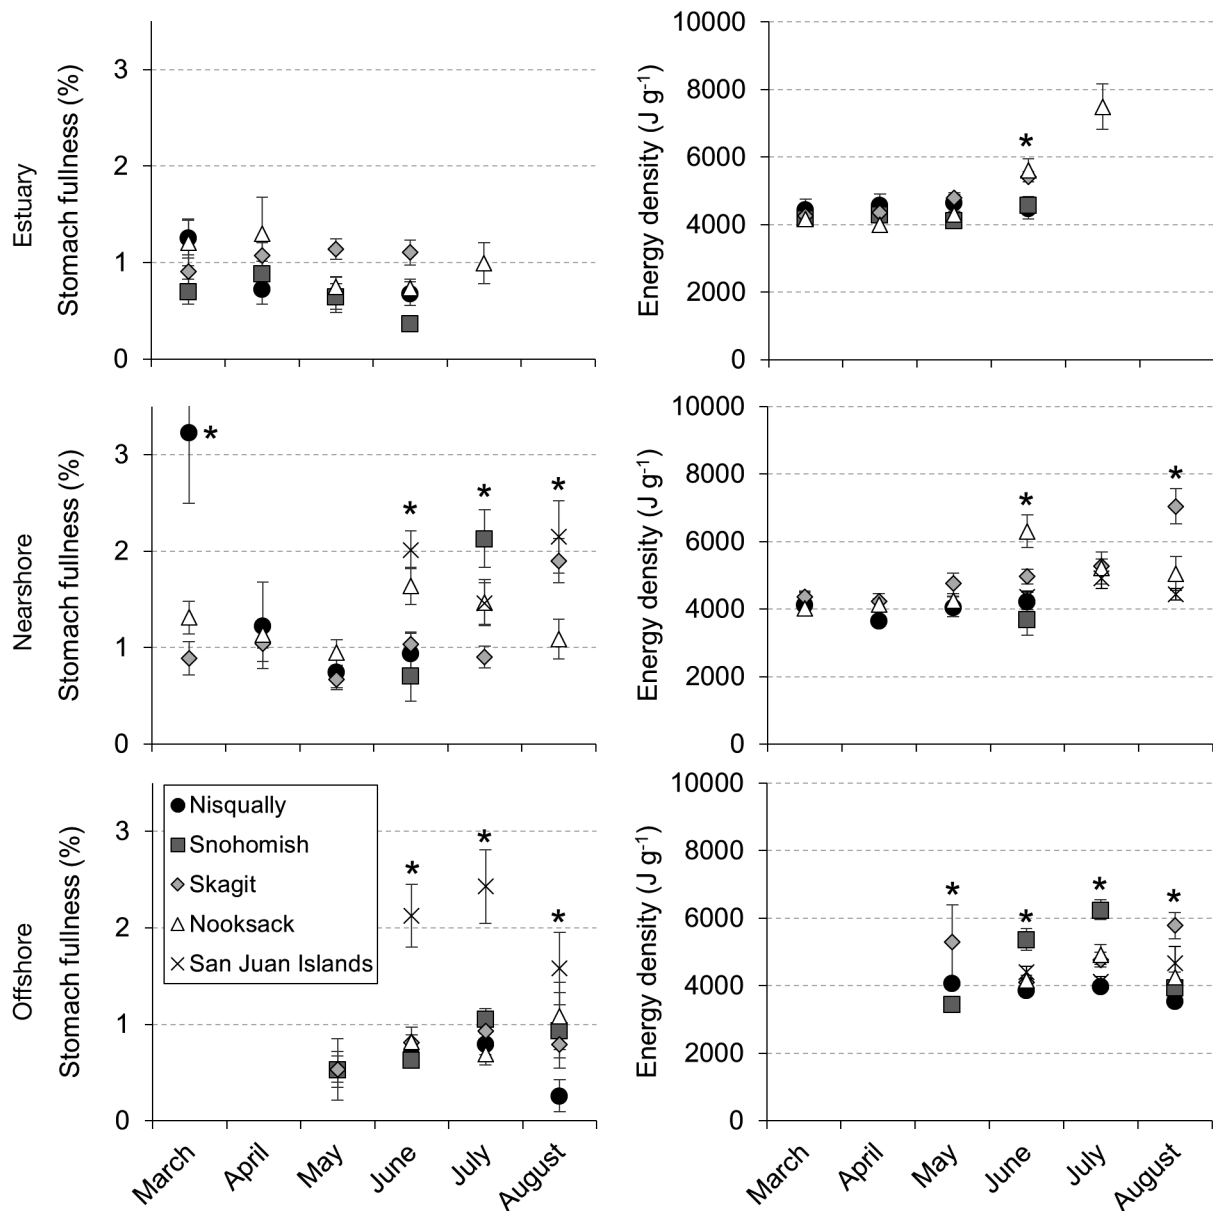 Estuary
Stomach fullness (%)
3
2
1
0
Energy density (J g-1)
10000
8000
6000
4000
2000
0
*
Nearshore
Stomach fullness (%)
3
2
1
0
*
*
*
*
Energy density (J g-1)
10000
8000
6000
4000
2000
0
*
*
Offshore
Stomach fullness (%)
3
2
1
0
Nisqually
Snohomish
Skagit
Nooksack
San Juan Islands
*
*
*
March
April
May
June
July
August
Energy density (J g-1)
10000
8000
6000
4000
2000
0
*
*
*
*
March
April
May
June
July
August